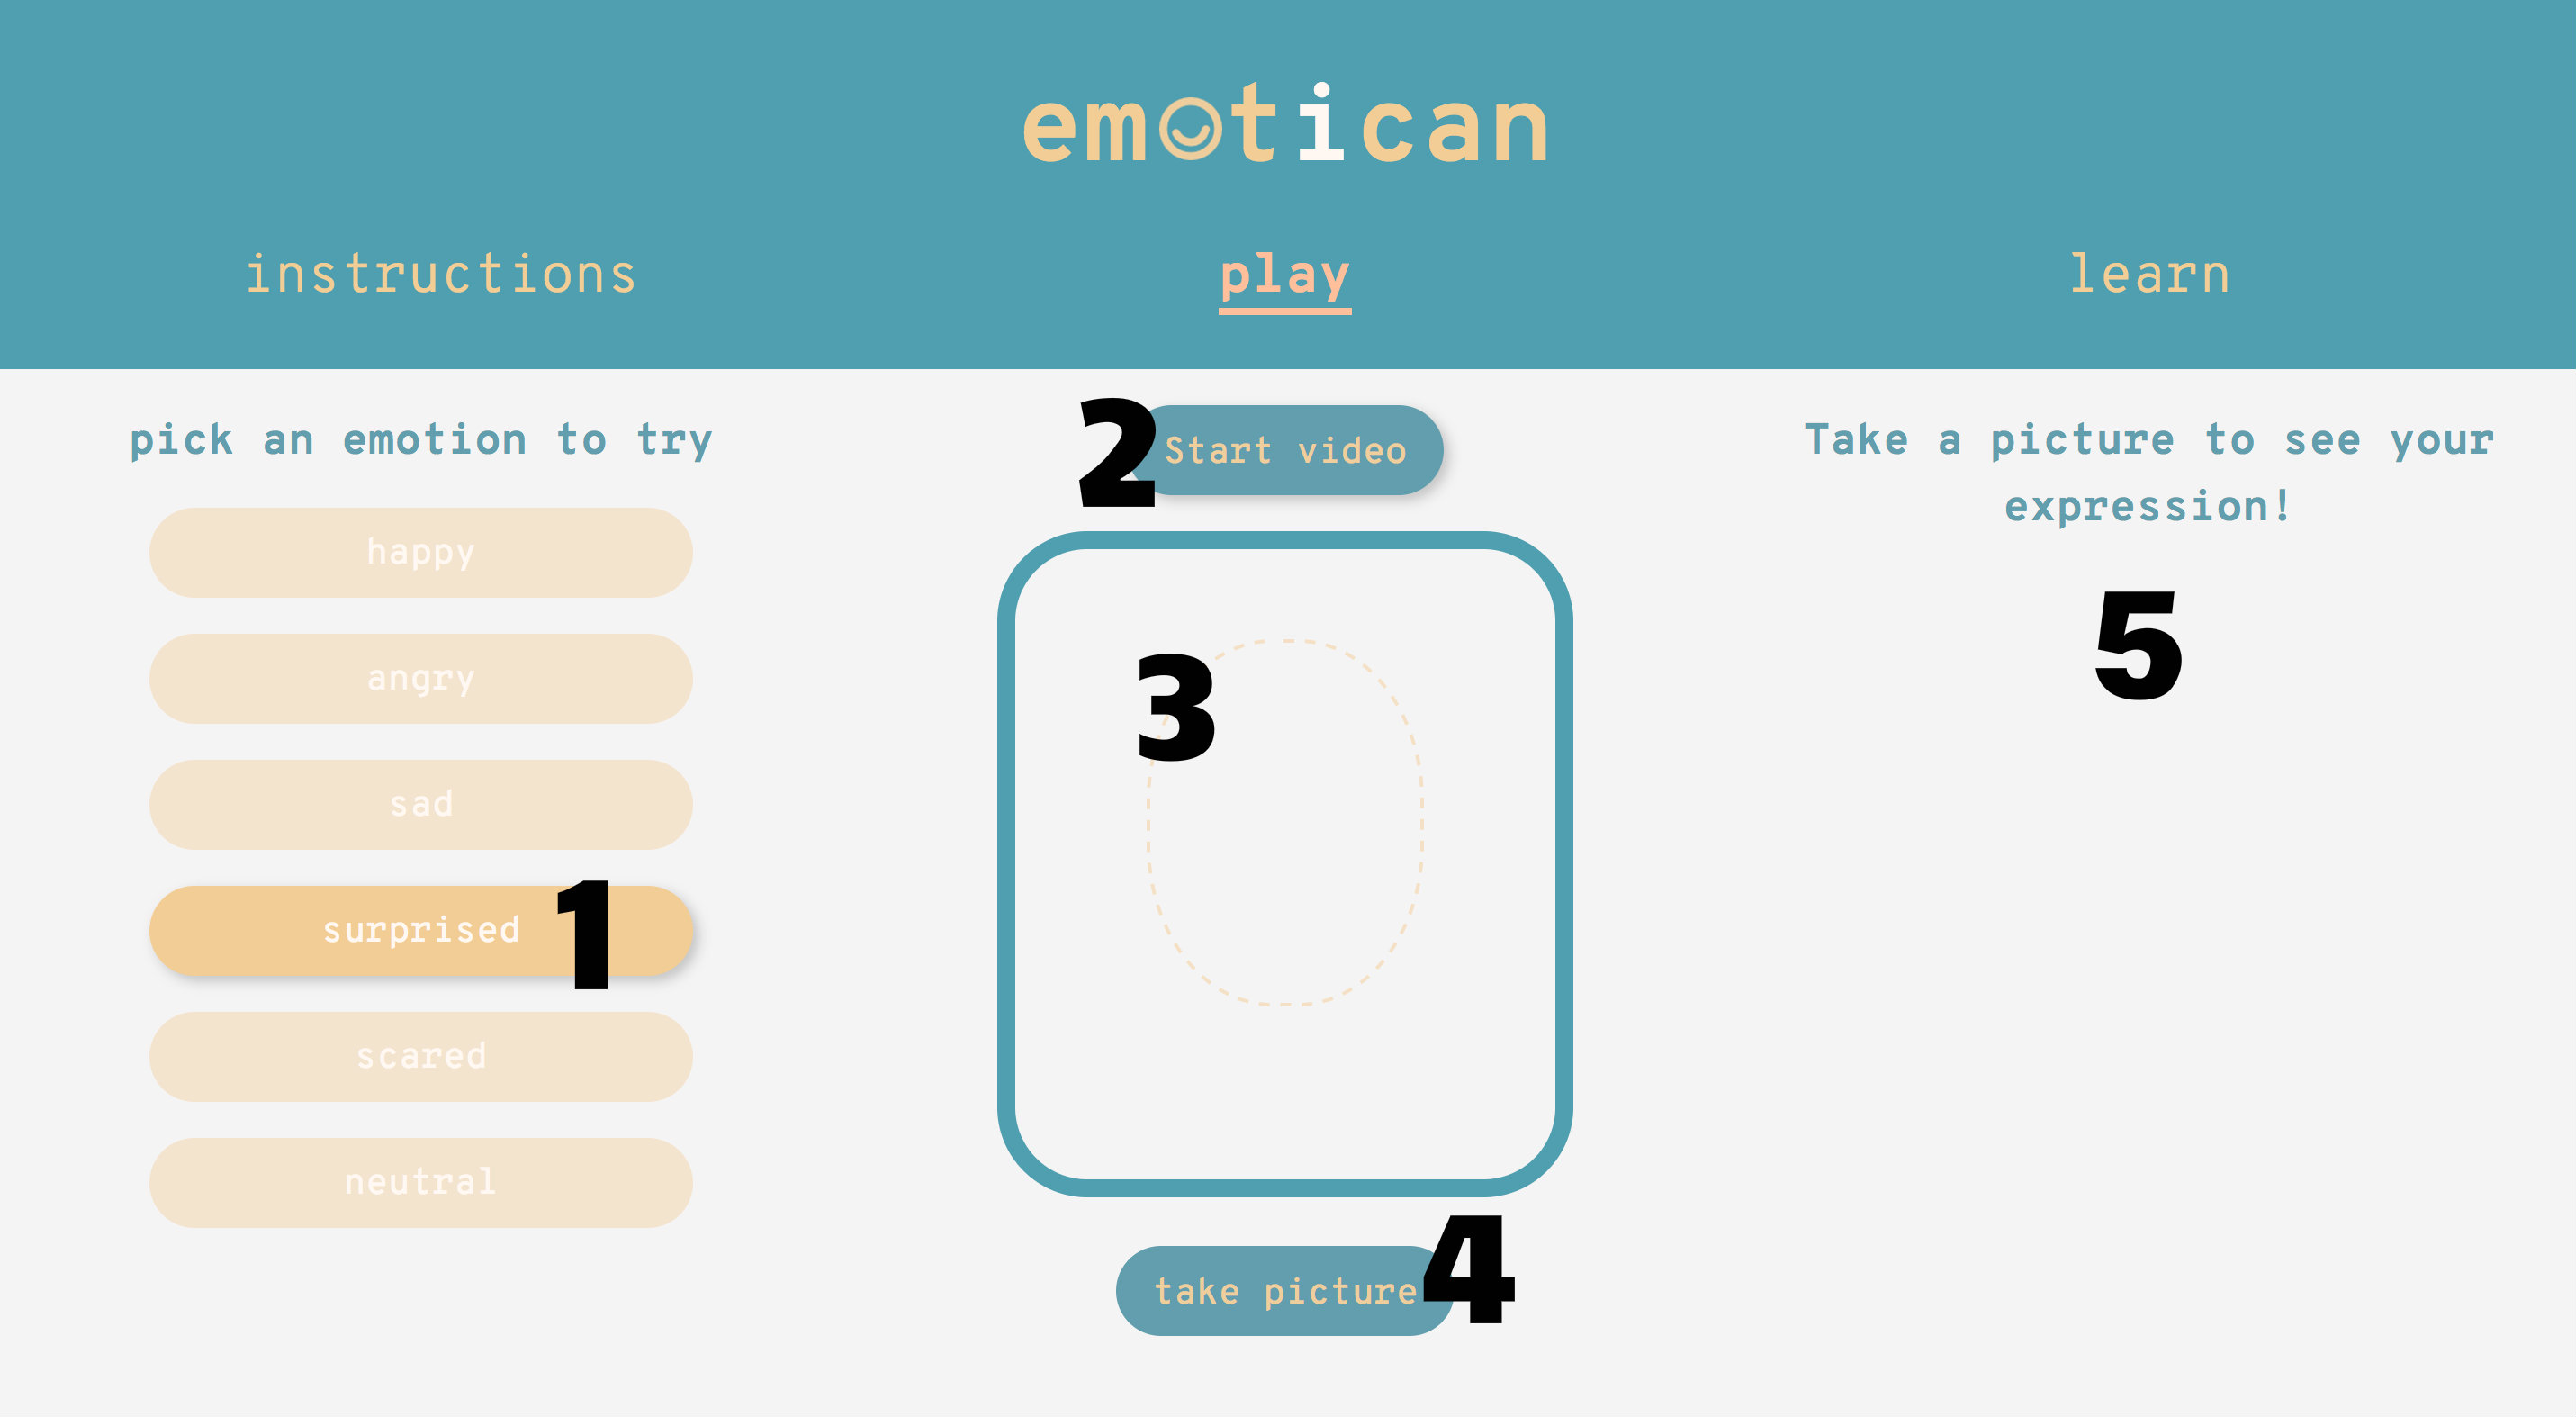 emotican
instructions
play
learn
pick an emotion to try
happy
angry
sad
surprised
1
scared
neutral
2
Start video
3
take picture
4
Take a picture to see your
expression!
5